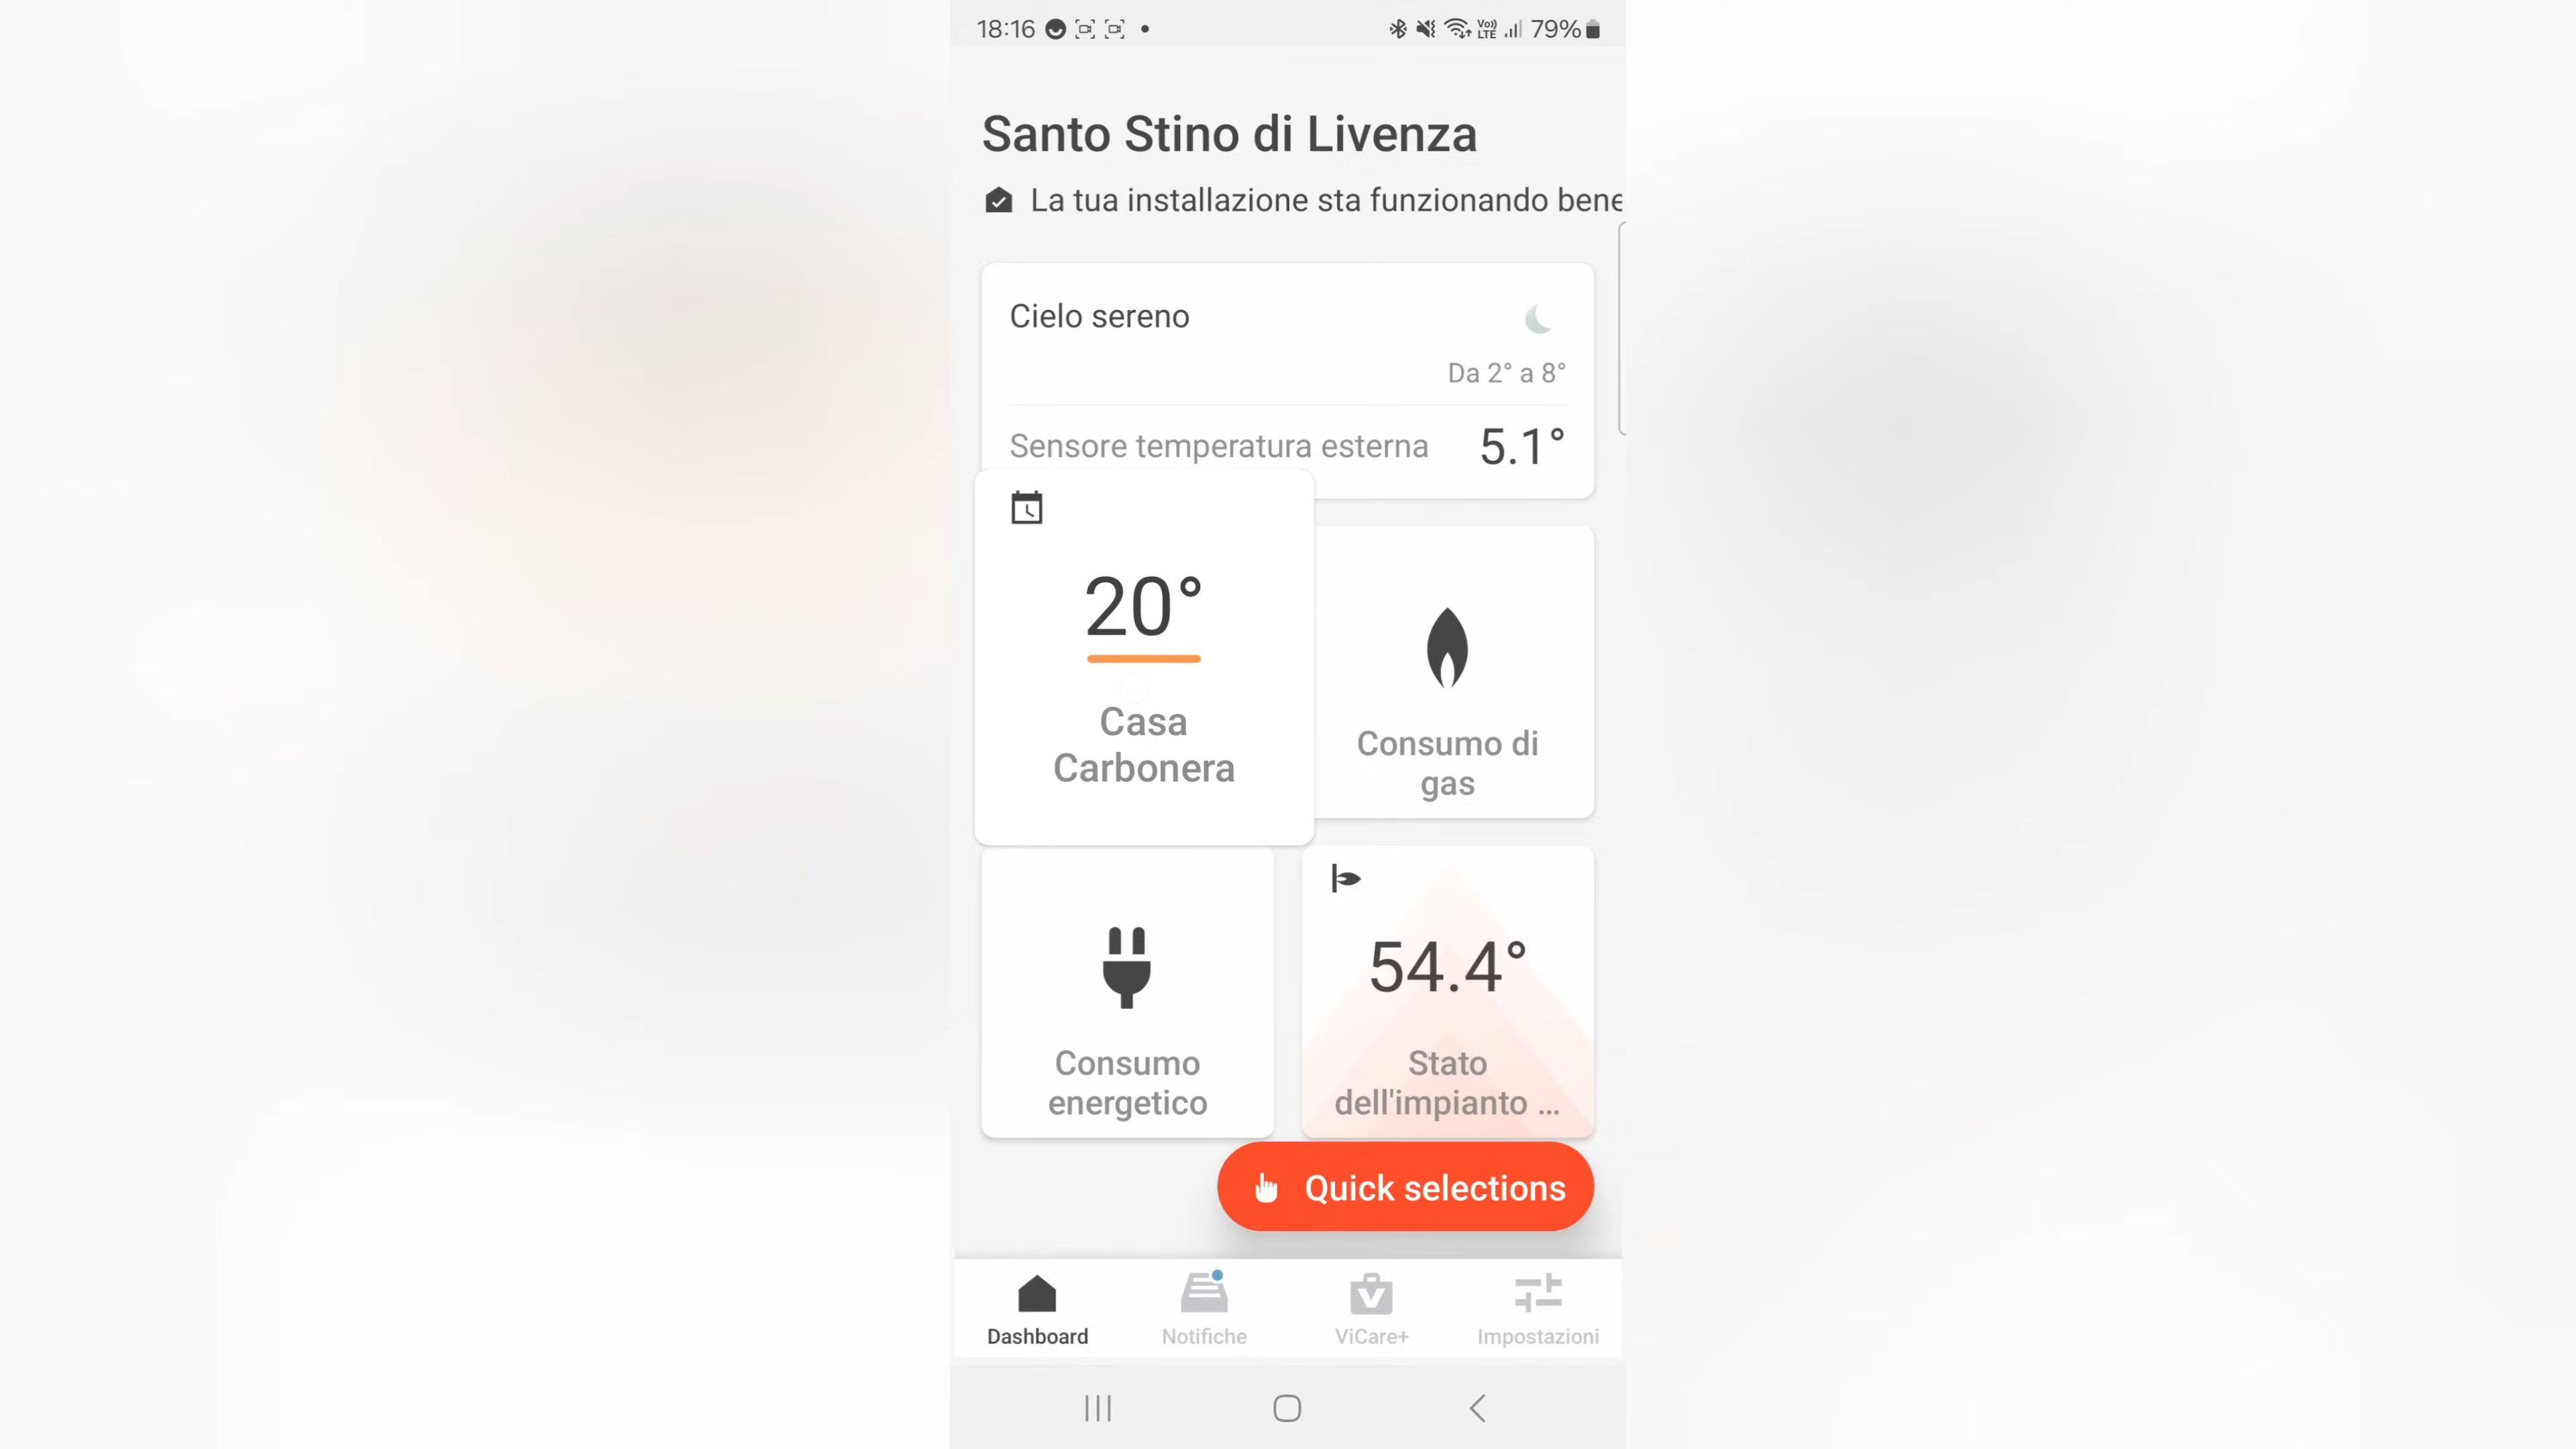 18:16
Vo)) LTE
79%
Santo Stino di Livenza
La tua installazione sta funzionando bene
Cielo sereno
Da 2° a 8°
Sensore temperatura esterna 5.1°
20°
Casa
Carbonera
Consumo di
gas
Consumo
energetico
54.4°
Stato
dell'impianto ...
Quick selections
Dashboard
Notifiche
ViCare+
Impostazioni